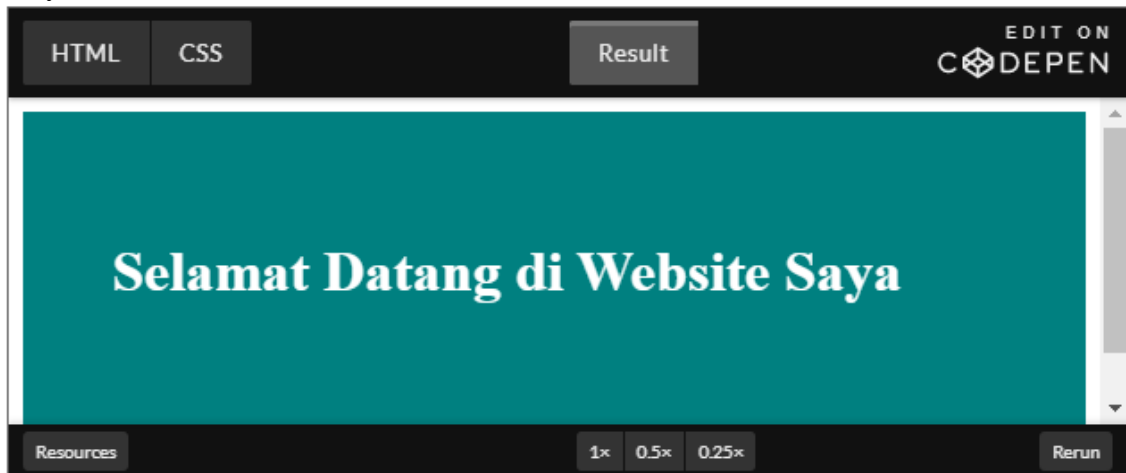 HTML CSS Result EDIT ON
CODEPEN
Selamat Datang di Website Saya
Resources 1× 0.5× 0.25× Rerun